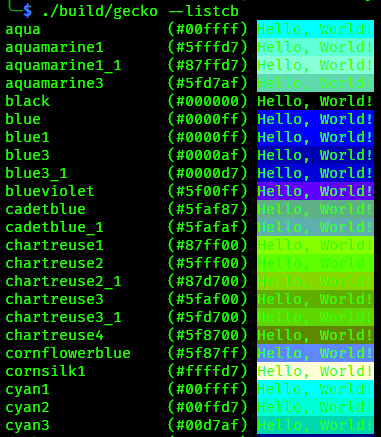 $ ./build/gecko --listcb
aqua (#00ffff) Hello, World!
aquamarine1 (#5fffd7) Hello, World!
aquamarine1_1 (#87ffd7) Hello, World!
aquamarine3 (#5fd7af) Hello, World!
black (#000000) Hello, World!
blue (#0000ff) Hello, World!
blue1 (#0000ff) Hello, World!
blue3 (#0000af) Hello, World!
blue3_1 (#0000d7) Hello, World!
blueviolet (#5f00ff) Hello, World!
cadetblue (#5faf87) Hello, World!
cadetblue_1 (#5fafaf) Hello, World!
chartreuse1 (#87ff00) Hello, World!
chartreuse2 (#5fff00) Hello, World!
chartreuse2_1 (#87d700) Hello, World!
chartreuse3 (#5faf00) Hello, World!
chartreuse3_1 (#5fd700) Hello, World!
chartreuse4 (#5f8700) Hello, World!
cornflowerblue (#5f87ff) Hello, World!
cornsilk1 (#ffffd7) Hello, World!
cyan1 (#00ffff) Hello, World!
cyan2 (#00ffd7) Hello, World!
cyan3 (#00d7af) Hello, World!